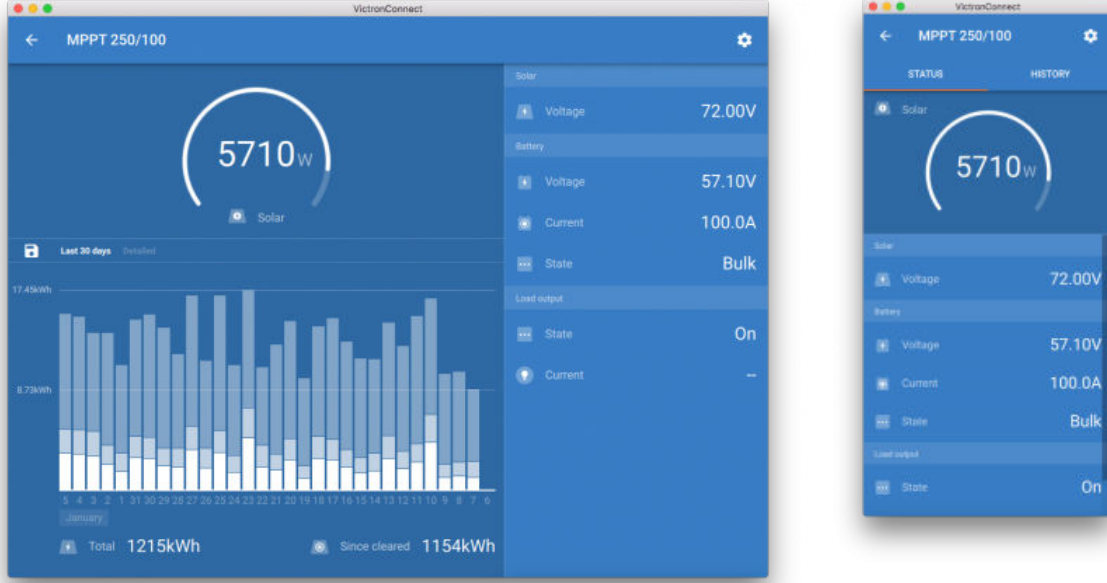 VictronConnect
MPPT 250/100
5710W
Solar
Last 30 days Detailed
17.45kWh
8.73kWh
5 4 3 2 1 31 30 29 28 27 26 25 24 23 22 21 20 19 18 17 16 15 14 13 12 11 10 9 8 7 6
January
Total 1215kWh Since cleared 1154kWh
Solar
Voltage 72.00V
Battery
Voltage 57.10V
Current 100.0A
State Bulk
Load output
State On
Current --
VictronConnect
MPPT 250/100
STATUS HISTORY
Solar
5710W
Solar
Voltage 72.00V
Battery
Voltage 57.10V
Current 100.0A
State Bulk
Load output
State On